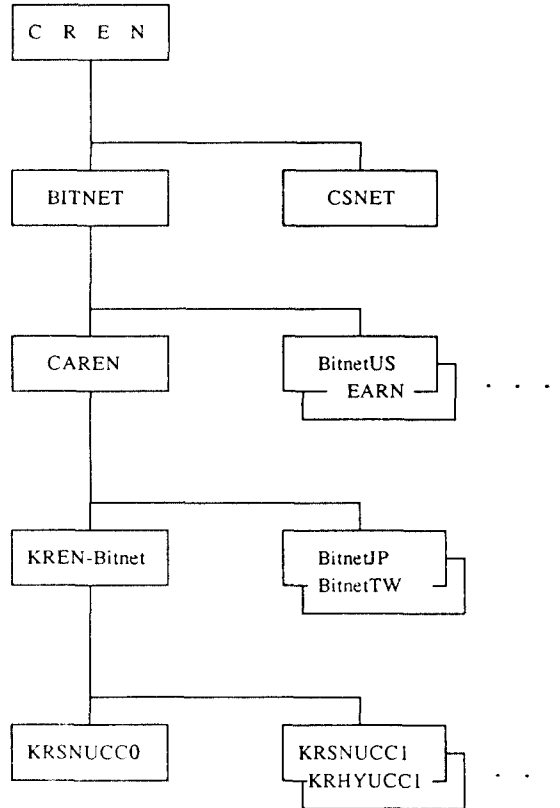 C R E N
BITNET
CSNET
CAREN
BitnetUS
EARN
. . .
KREN-Bitnet
BitnetJP
BitnetTW
KRSNUCC0
KRSNUCC1
KRHYUCC1
. .